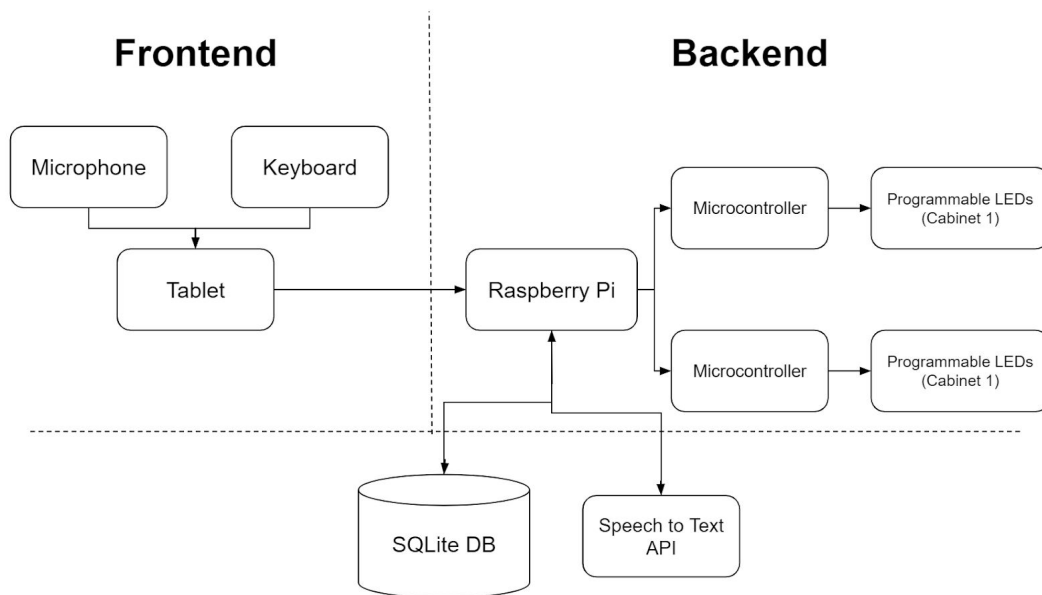 Frontend
Backend
Microphone
Keyboard
Tablet
Raspberry Pi
Microcontroller
Programmable LEDs
(Cabinet 1)
Microcontroller
Programmable LEDs
(Cabinet 1)
SQLite DB
Speech to Text
API